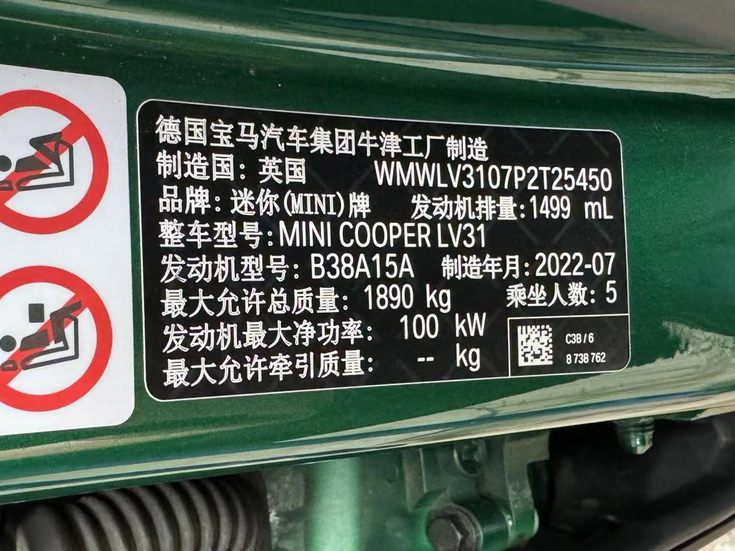 德国宝马汽车集团牛津工厂制造
制造国: 英国 WMWLV3107P2T25450
品牌: 迷你(MINI)牌 发动机排量:1499 mL
整车型号:MINI COOPER LV31
发动机型号: B38A15A 制造年月: 2022-07
最大允许总质量: 1890 kg 乘坐人数: 5
发动机最大净功率: 100 kW
最大允许牵引质量: -- kg
C3B / 6
8 738 762